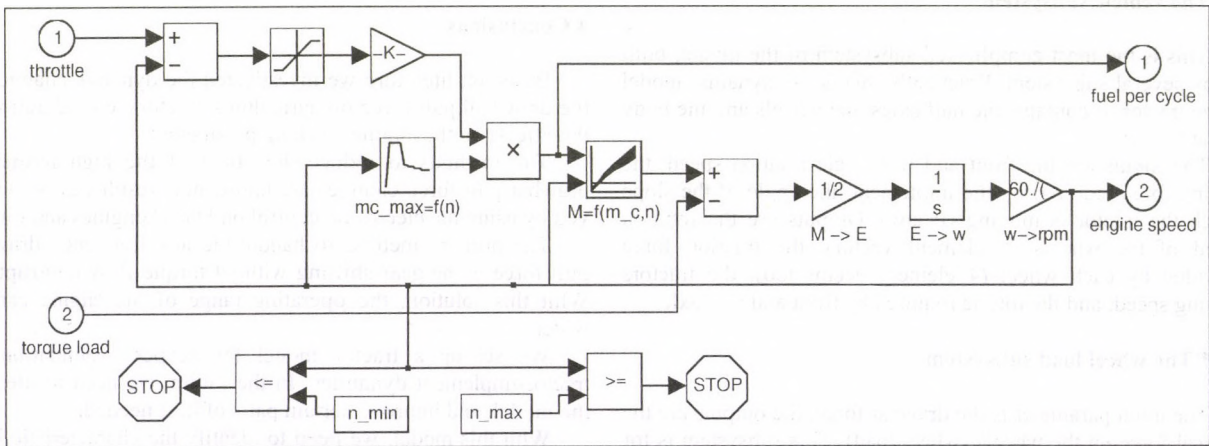 1
throttle
+
−
-K-
mc_max=f(n)
×
M=f(m_c,n)
+
−
1/2
M -> E
1
s
E -> w
60./(
w->rpm
1
fuel per cycle
2
engine speed
2
torque load
STOP
<=
n_min
n_max
>=
STOP